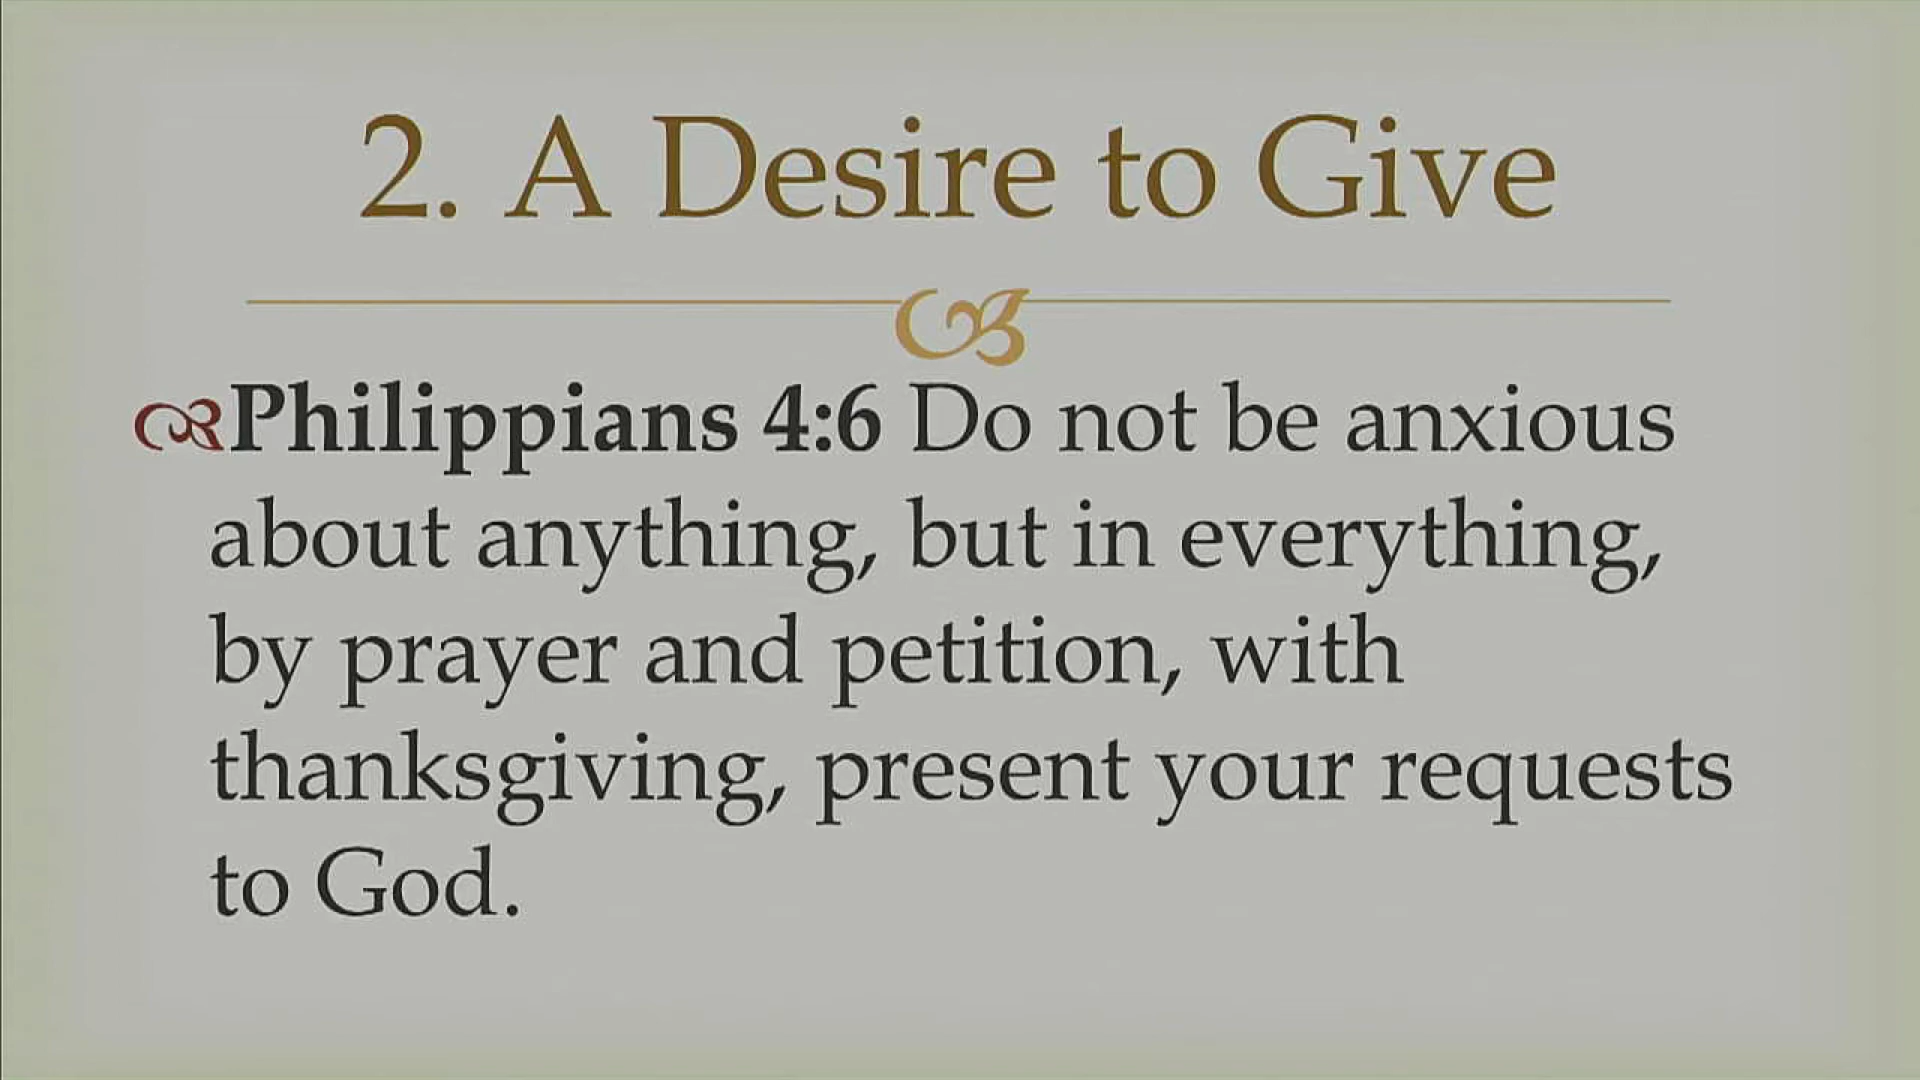 2. A Desire to Give
Philippians 4:6 Do not be anxious
about anything, but in everything,
by prayer and petition, with
thanksgiving, present your requests
to God.